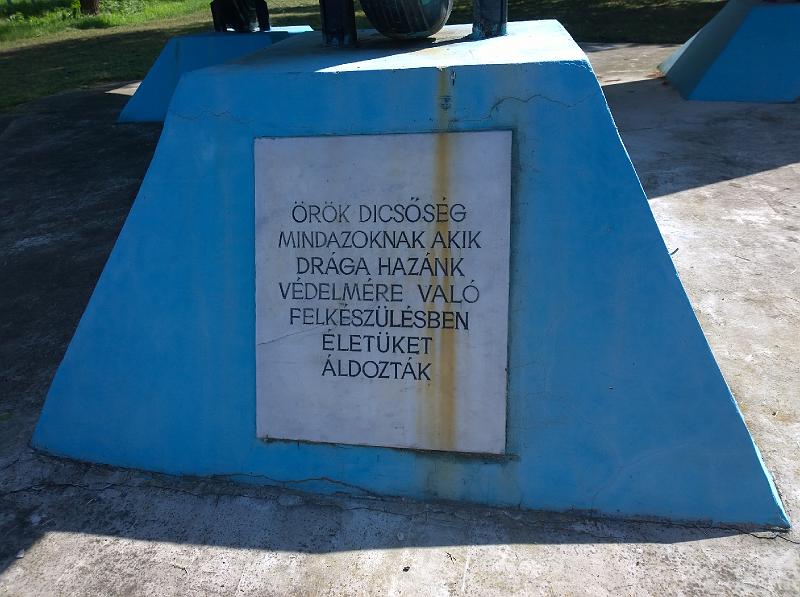 ÖRÖK DICSŐSÉG
MINDAZOKNAK AKIK
DRÁGA HAZÁNK
VÉDELMÉRE VALÓ
FELKÉSZÜLÉSBEN
ÉLETÜKET
ÁLDOZTÁK